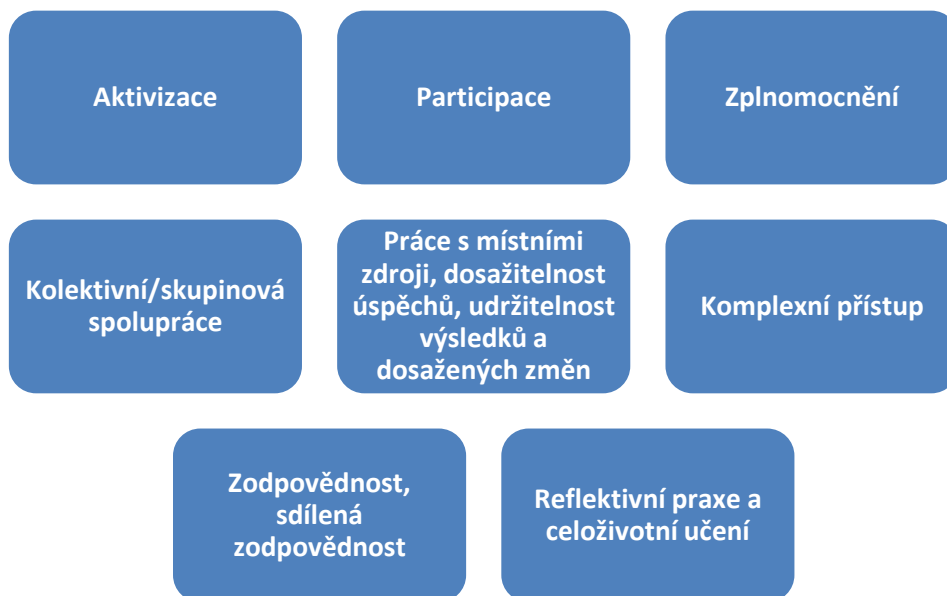 Aktivizace
Participace
Zplnomocnění
Kolektivní/skupinová
spolupráce
Práce s místními
zdroji, dosažitelnost
úspěchů, udržitelnost
výsledků a
dosažených změn
Komplexní přístup
Zodpovědnost,
sdílená
zodpovědnost
Reflektivní praxe a
celoživotní učení